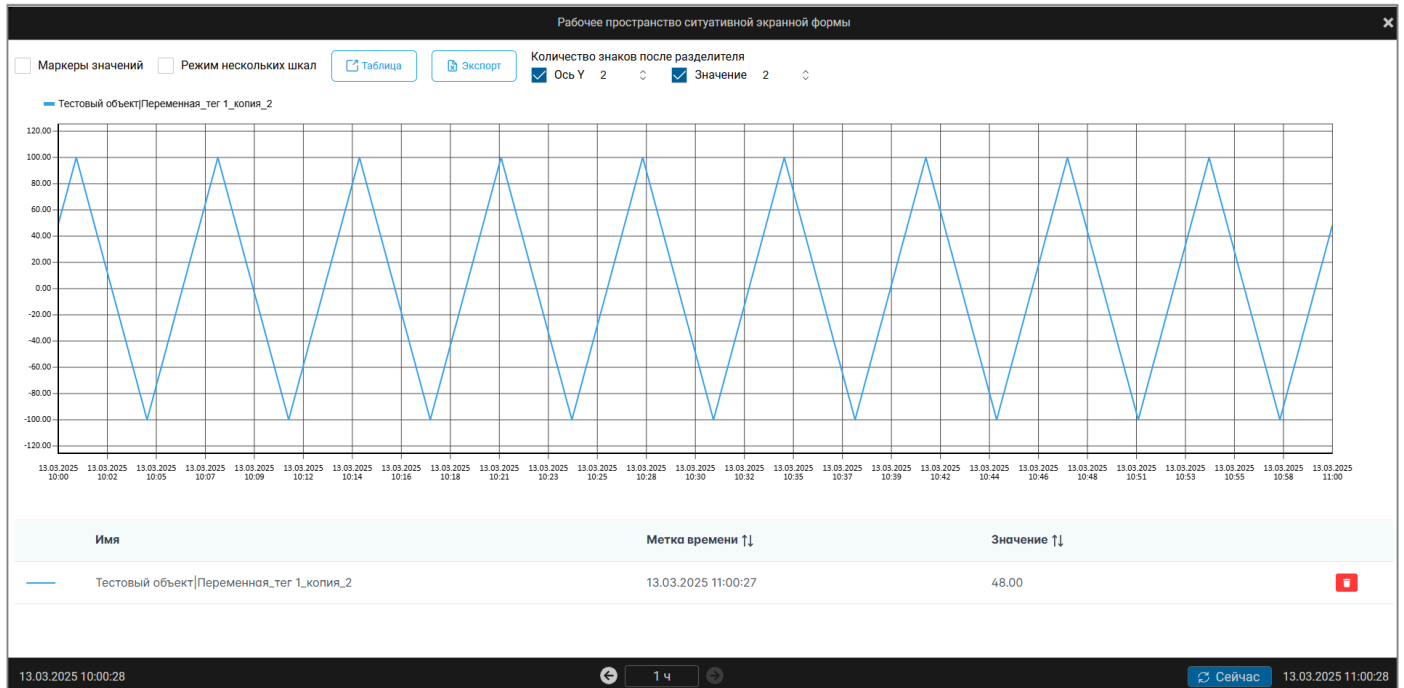 Рабочее пространство ситуативной экранной формы
Маркеры значений Режим нескольких шкал Таблица Экспорт Количество знаков после разделителя
Ось Y 2 Значение 2
Тестовый объект|Переменная_тег 1_копия_2
120.00
100.00
80.00
60.00
40.00
20.00
0.00
-20.00
-40.00
-60.00
-80.00
-100.00
-120.00
13.03.2025 13.03.2025 13.03.2025 13.03.2025 13.03.2025 13.03.2025 13.03.2025 13.03.2025 13.03.2025 13.03.2025 13.03.2025 13.03.2025 13.03.2025 13.03.2025 13.03.2025 13.03.2025 13.03.2025 13.03.2025 13.03.2025 13.03.2025 13.03.2025 13.03.2025 13.03.2025 13.03.2025 13.03.2025 13.03.2025 13.03.2025
10:00 10:02 10:05 10:07 10:09 10:12 10:14 10:16 10:18 10:21 10:23 10:25 10:28 10:30 10:32 10:35 10:37 10:39 10:42 10:44 10:46 10:48 10:51 10:53 10:55 10:58 11:00
Имя Метка времени Значение
Тестовый объект|Переменная_тег 1_копия_2 13.03.2025 11:00:27 48.00
13.03.2025 10:00:28 1 ч Сейчас 13.03.2025 11:00:28